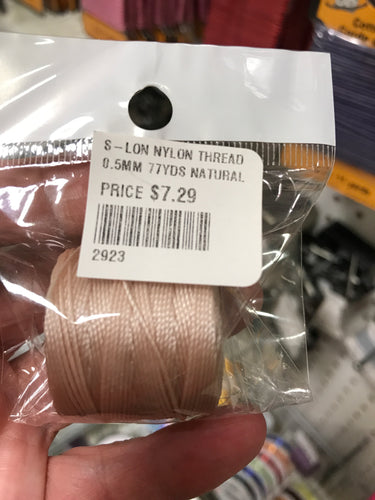 S-LON NYLON THREAD
0.5MM 77YDS NATURAL
PRICE $7.29
2923